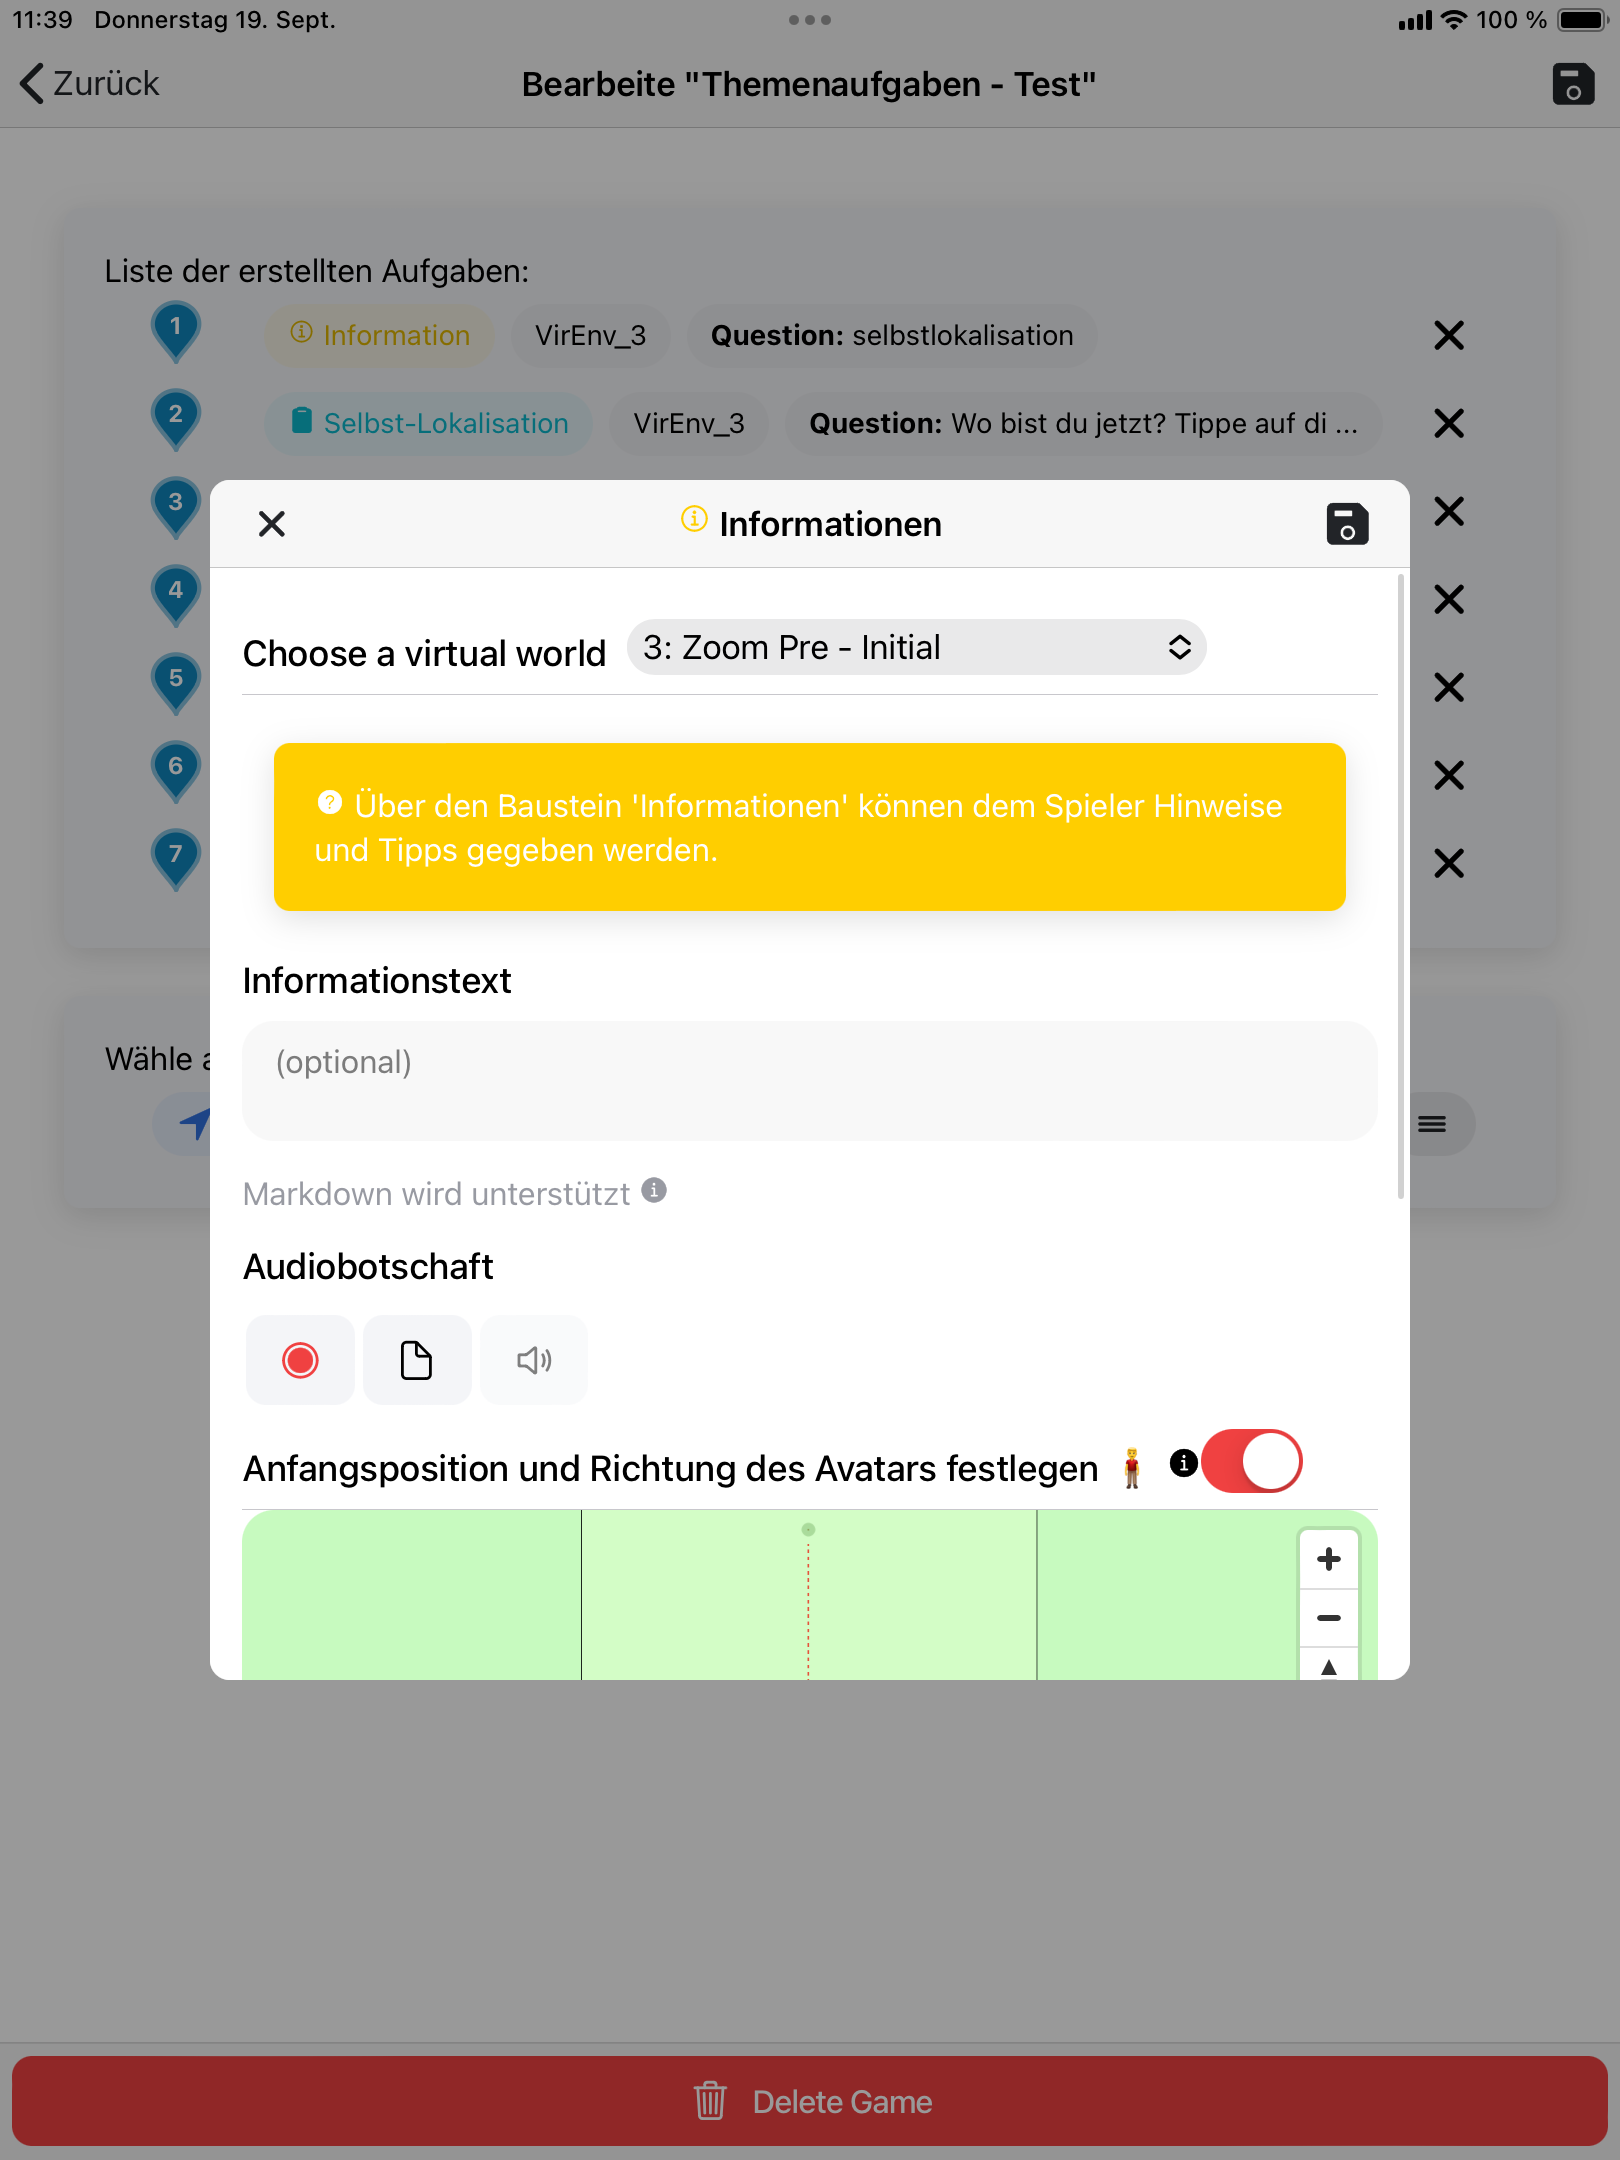 11:39 Donnerstag 19. Sept. 100 %
Zurück Bearbeite "Themenaufgaben - Test"
Liste der erstellten Aufgaben:
1 Information VirEnv_3 Question: selbstlokalisation
2 Selbst-Lokalisation VirEnv_3 Question: Wo bist du jetzt? Tippe auf di ...
3
4
5
6
7
Wähle a
Informationen
Choose a virtual world 3: Zoom Pre - Initial
Über den Baustein 'Informationen' können dem Spieler Hinweise
und Tipps gegeben werden.
Informationstext
(optional)
Markdown wird unterstützt
Audiobotschaft
Anfangsposition und Richtung des Avatars festlegen
Delete Game